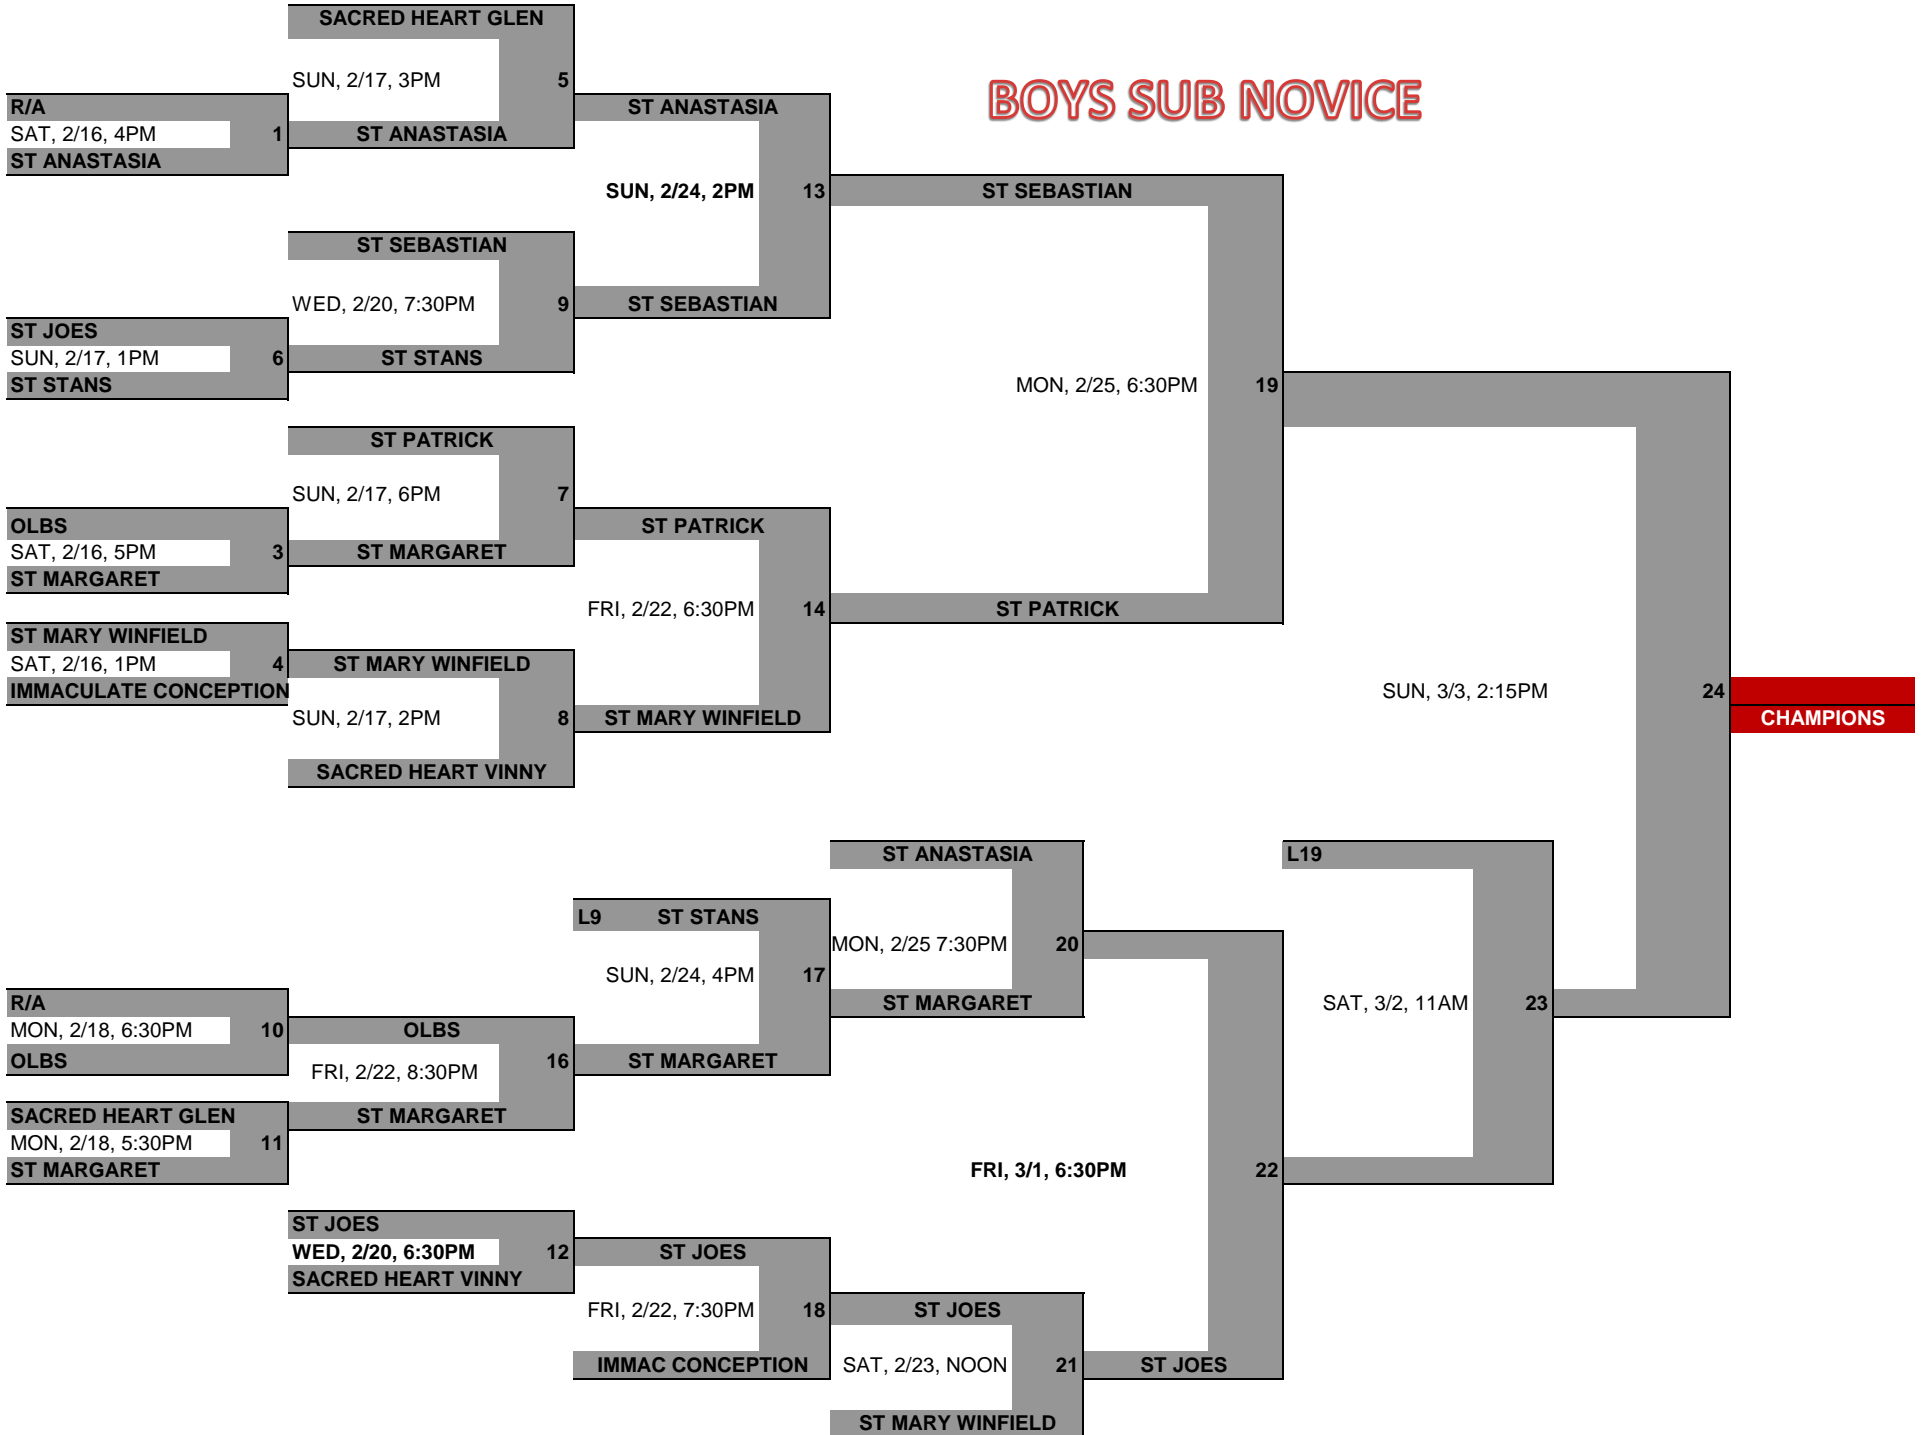 SACRED HEART GLEN
SUN, 2/17, 3PM 5
BOYS SUB NOVICE
R/A
ST ANASTASIA
SAT, 2/16, 4PM 1
ST ANASTASIA
ST ANASTASIA
SUN, 2/24, 2PM 13
ST SEBASTIAN
ST SEBASTIAN
WED, 2/20, 7:30PM 9
ST SEBASTIAN
ST JOES
SUN, 2/17, 1PM 6
ST STANS
ST STANS
MON, 2/25, 6:30PM 19
ST PATRICK
SUN, 2/17, 6PM 7
OLBS
ST PATRICK
SAT, 2/16, 5PM 3
ST MARGARET
ST MARGARET
FRI, 2/22, 6:30PM 14
ST PATRICK
ST MARY WINFIELD
SAT, 2/16, 1PM 4
ST MARY WINFIELD
IMMACULATE CONCEPTION
SUN, 3/3, 2:15PM 24
SUN, 2/17, 2PM 8
ST MARY WINFIELD
CHAMPIONS
SACRED HEART VINNY
ST ANASTASIA
L19
L9 ST STANS
MON, 2/25 7:30PM 20
SUN, 2/24, 4PM 17
R/A
ST MARGARET
SAT, 3/2, 11AM 23
MON, 2/18, 6:30PM 10
OLBS
OLBS
ST MARGARET
FRI, 2/22, 8:30PM 16
SACRED HEART GLEN
ST MARGARET
MON, 2/18, 5:30PM 11
ST MARGARET
FRI, 3/1, 6:30PM 22
ST JOES
WED, 2/20, 6:30PM 12
ST JOES
SACRED HEART VINNY
FRI, 2/22, 7:30PM 18
ST JOES
IMMAC CONCEPTION
SAT, 2/23, NOON 21
ST JOES
ST MARY WINFIELD